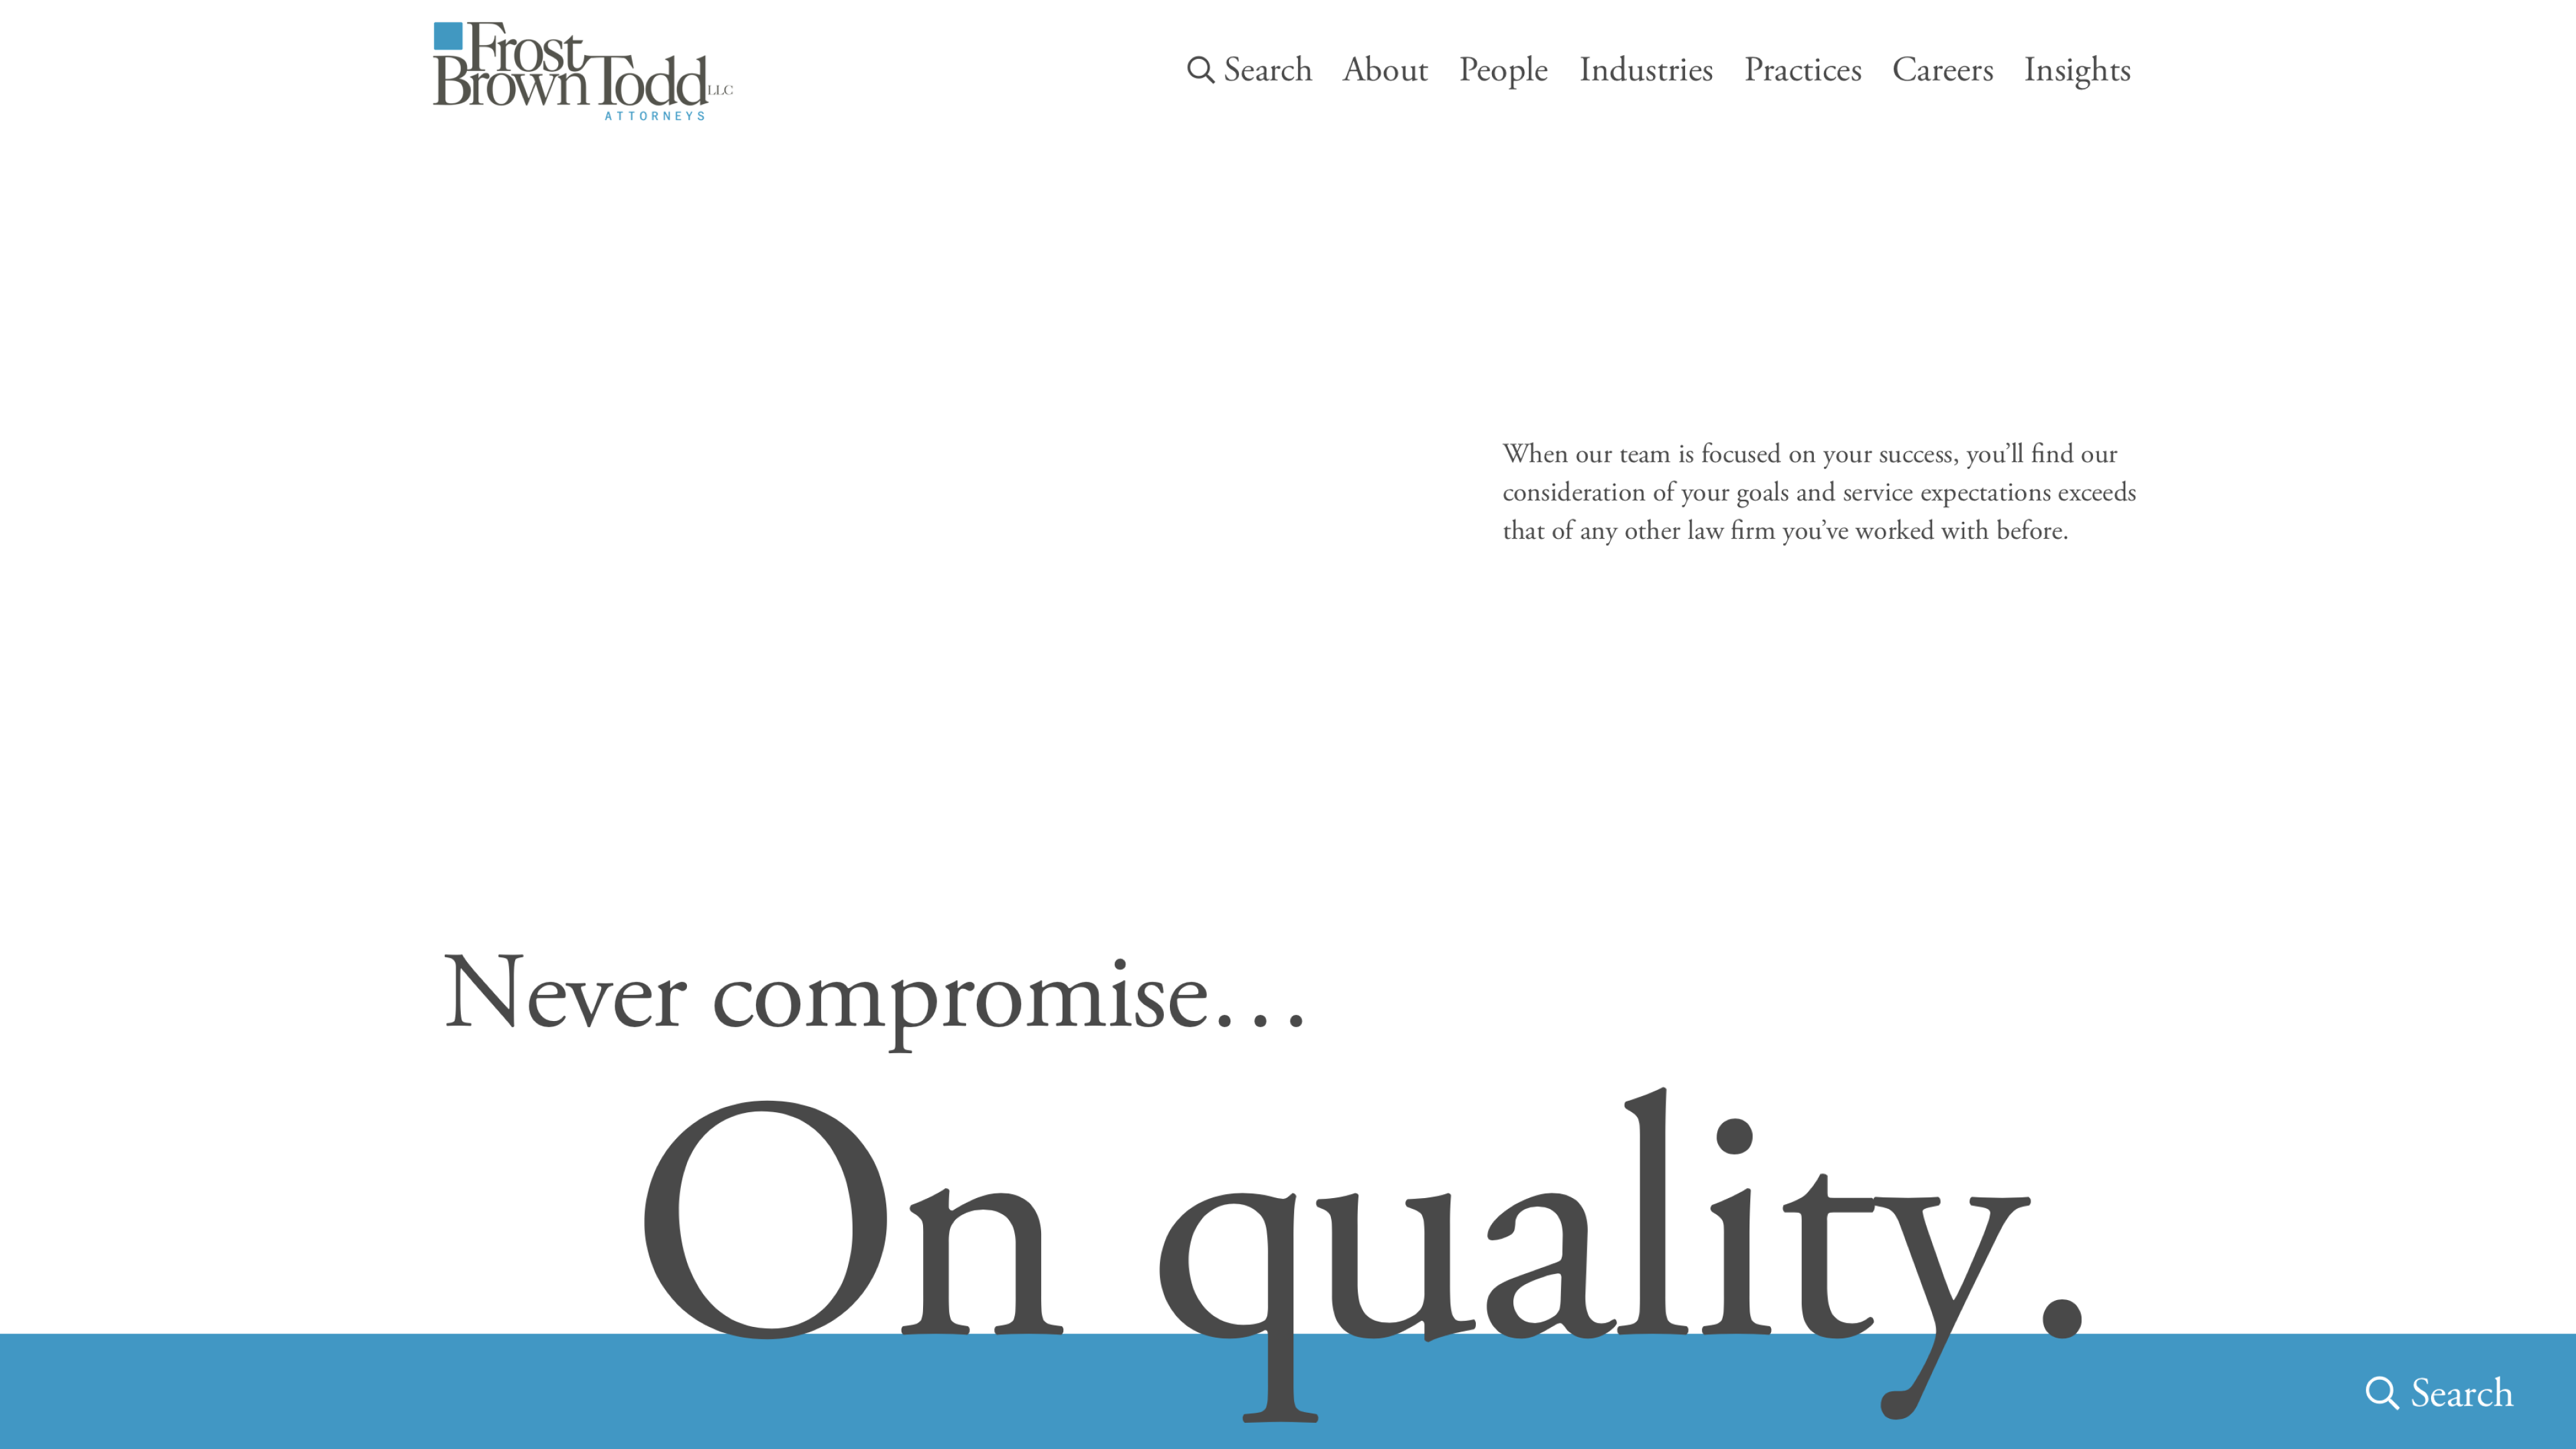 Frost
Brown Todd LLC
ATTORNEYS
Search About People Industries Practices Careers Insights
When our team is focused on your success, you’ll find our
consideration of your goals and service expectations exceeds
that of any other law firm you’ve worked with before.
Never compromise…
On quality.
Search